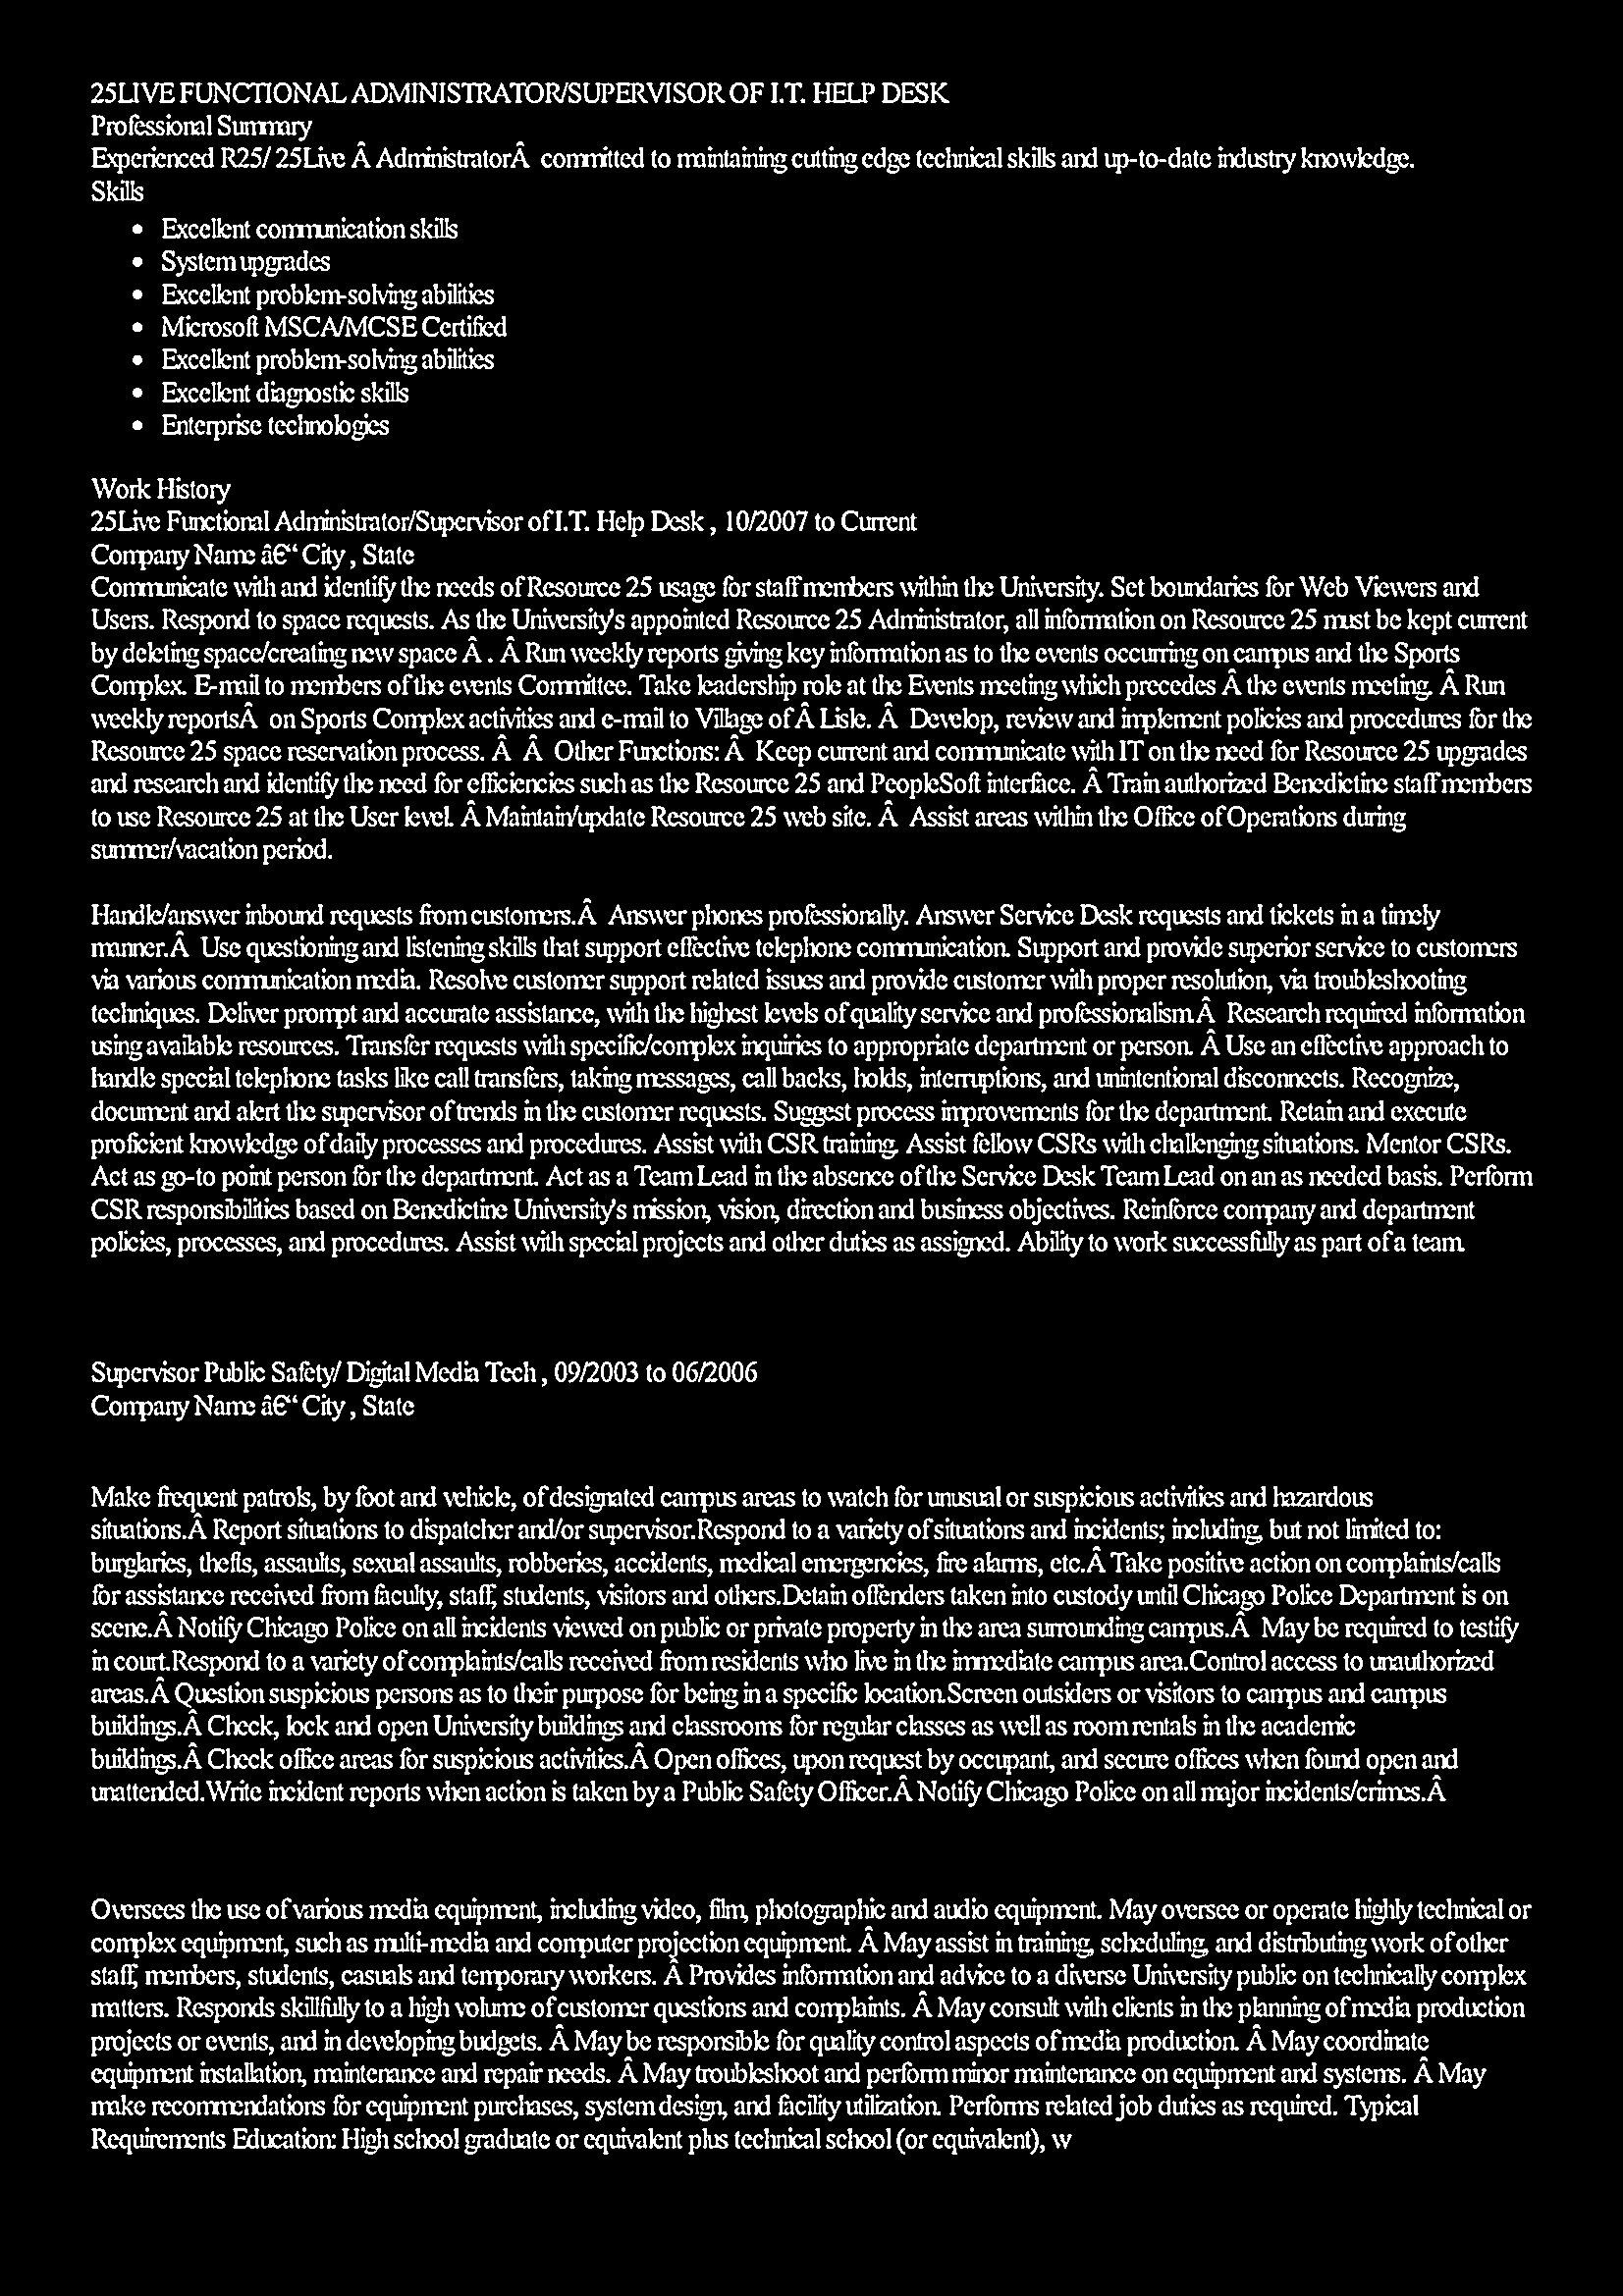 25LIVE FUNCTIONAL ADMINISTRATOR/SUPERVISOR OF I.T. HELP DESK
Professional Summary
Experienced R25/ 25Live Â AdministratorÂ  committed to maintaining cutting edge technical skills and up-to-date industry knowledge.
Skills
• Excellent communication skills
• System upgrades
• Excellent problem-solving abilities
• Microsoft MSCA/MCSE Certified
• Excellent problem-solving abilities
• Excellent diagnostic skills
• Enterprise technologies
Work History
25Live Functional Administrator/Supervisor of I.T. Help Desk , 10/2007 to Current
Company Name â€“ City , State
Communicate with and identify the needs of Resource 25 usage for staff members within the University. Set boundaries for Web Viewers and
Users. Respond to space requests. As the University's appointed Resource 25 Administrator, all information on Resource 25 must be kept current
by deleting space/creating new space Â . Â Run weekly reports giving key information as to the events occurring on campus and the Sports
Complex. E-mail to members of the events Committee. Take leadership role at the Events meeting which precedes Â the events meeting. Â Run
weekly reportsÂ  on Sports Complex activities and e-mail to Village of Â Lisle. Â  Develop, review and implement policies and procedures for the
Resource 25 space reservation process. Â  Â  Other Functions: Â  Keep current and communicate with IT on the need for Resource 25 upgrades
and research and identify the need for efficiencies such as the Resource 25 and PeopleSoft interface. Â Train authorized Benedictine staff members
to use Resource 25 at the User level. Â Maintain/update Resource 25 web site. Â  Assist areas within the Office of Operations during
summer/vacation period.
Handle/answer inbound requests from customers.Â  Answer phones professionally. Answer Service Desk requests and tickets in a timely
manner.Â  Use questioning and listening skills that support effective telephone communication. Support and provide superior service to customers
via various communication media. Resolve customer support related issues and provide customer with proper resolution, via troubleshooting
techniques. Deliver prompt and accurate assistance, with the highest levels of quality service and professionalism.Â  Research required information
using available resources. Transfer requests with specific/complex inquiries to appropriate department or person. Â Use an effective approach to
handle special telephone tasks like call transfers, taking messages, call backs, holds, interruptions, and unintentional disconnects. Recognize,
document and alert the supervisor of trends in the customer requests. Suggest process improvements for the department. Retain and execute
proficient knowledge of daily processes and procedures. Assist with CSR training. Assist fellow CSRs with challenging situations. Mentor CSRs.
Act as go-to point person for the department. Act as a Team Lead in the absence of the Service Desk Team Lead on an as needed basis. Perform
CSR responsibilities based on Benedictine University's mission, vision, direction and business objectives. Reinforce company and department
policies, processes, and procedures. Assist with special projects and other duties as assigned. Ability to work successfully as part of a team.
Supervisor Public Safety/ Digital Media Tech , 09/2003 to 06/2006
Company Name â€“ City , State
Make frequent patrols, by foot and vehicle, of designated campus areas to watch for unusual or suspicious activities and hazardous
situations.Â Report situations to dispatcher and/or supervisor.Respond to a variety of situations and incidents; including, but not limited to:
burglaries, thefts, assaults, sexual assaults, robberies, accidents, medical emergencies, fire alarms, etc.Â Take positive action on complaints/calls
for assistance received from faculty, staff, students, visitors and others.Detain offenders taken into custody until Chicago Police Department is on
scene.Â Notify Chicago Police on all incidents viewed on public or private property in the area surrounding campus.Â  May be required to testify
in court.Respond to a variety of complaints/calls received from residents who live in the immediate campus area.Control access to unauthorized
areas.Â Question suspicious persons as to their purpose for being in a specific location.Screen outsiders or visitors to campus and campus
buildings.Â Check, lock and open University buildings and classrooms for regular classes as well as room rentals in the academic
buildings.Â Check office areas for suspicious activities.Â Open offices, upon request by occupant, and secure offices when found open and
unattended.Write incident reports when action is taken by a Public Safety Officer.Â Notify Chicago Police on all major incidents/crimes.Â
Oversees the use of various media equipment, including video, film, photographic and audio equipment. May oversee or operate highly technical or
complex equipment, such as multi-media and computer projection equipment. Â May assist in training, scheduling, and distributing work of other
staff, members, students, casuals and temporary workers. Â Provides information and advice to a diverse University public on technically complex
matters. Responds skillfully to a high volume of customer questions and complaints. Â May consult with clients in the planning of media production
projects or events, and in developing budgets. Â May be responsible for quality control aspects of media production. Â May coordinate
equipment installation, maintenance and repair needs. Â May troubleshoot and perform minor maintenance on equipment and systems. Â May
make recommendations for equipment purchases, system design, and facility utilization. Performs related job duties as required. Typical
Requirements Education: High school graduate or equivalent plus technical school (or equivalent), w